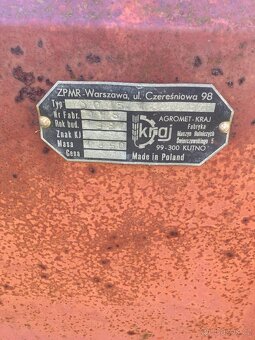 ZPMR-Warszawa, ul. Czereśniowa 98
Typ
Nr Fabr.
Rok bud.
Znak KJ
Masa
Cena
kraj
AGROMET-KRAJ
Fabryka
Maszyn Rolniczych
99-300 KUTNO
Made in Poland